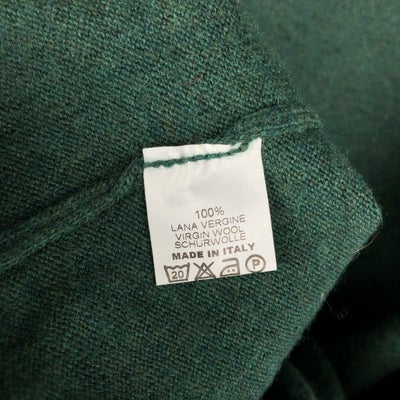 100%
LANA VERGINE
VIRGIN WOOL
SCHURWOLLE
MADE IN ITALY
20 P